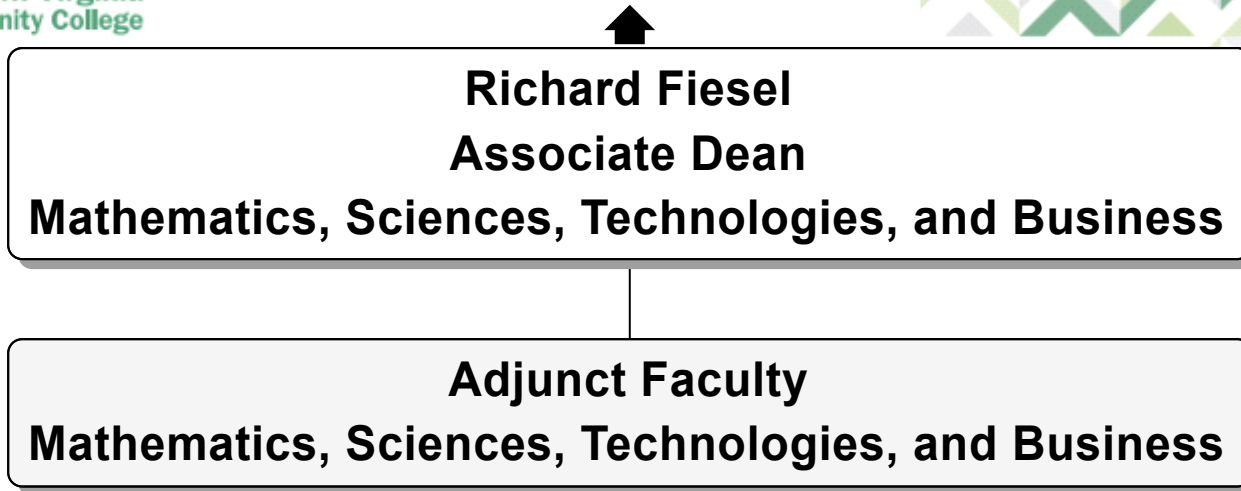 nity College
Richard Fiesel
Associate Dean
Mathematics, Sciences, Technologies, and Business
Adjunct Faculty
Mathematics, Sciences, Technologies, and Business